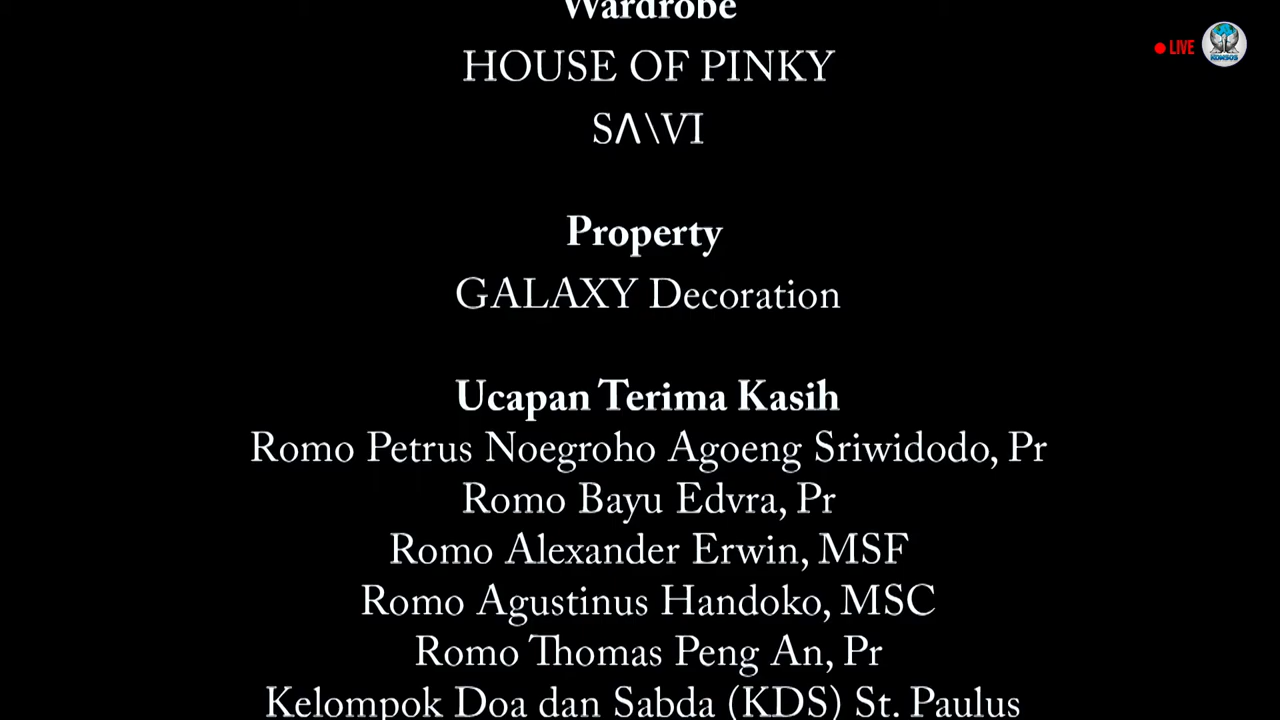 Wardrobe
LIVE
KOMSOS
HOUSE OF PINKY
SΛ\VI
Property
GALAXY Decoration
Ucapan Terima Kasih
Romo Petrus Noegroho Agoeng Sriwidodo, Pr
Romo Bayu Edvra, Pr
Romo Alexander Erwin, MSF
Romo Agustinus Handoko, MSC
Romo Thomas Peng An, Pr
Kelompok Doa dan Sabda (KDS) St. Paulus